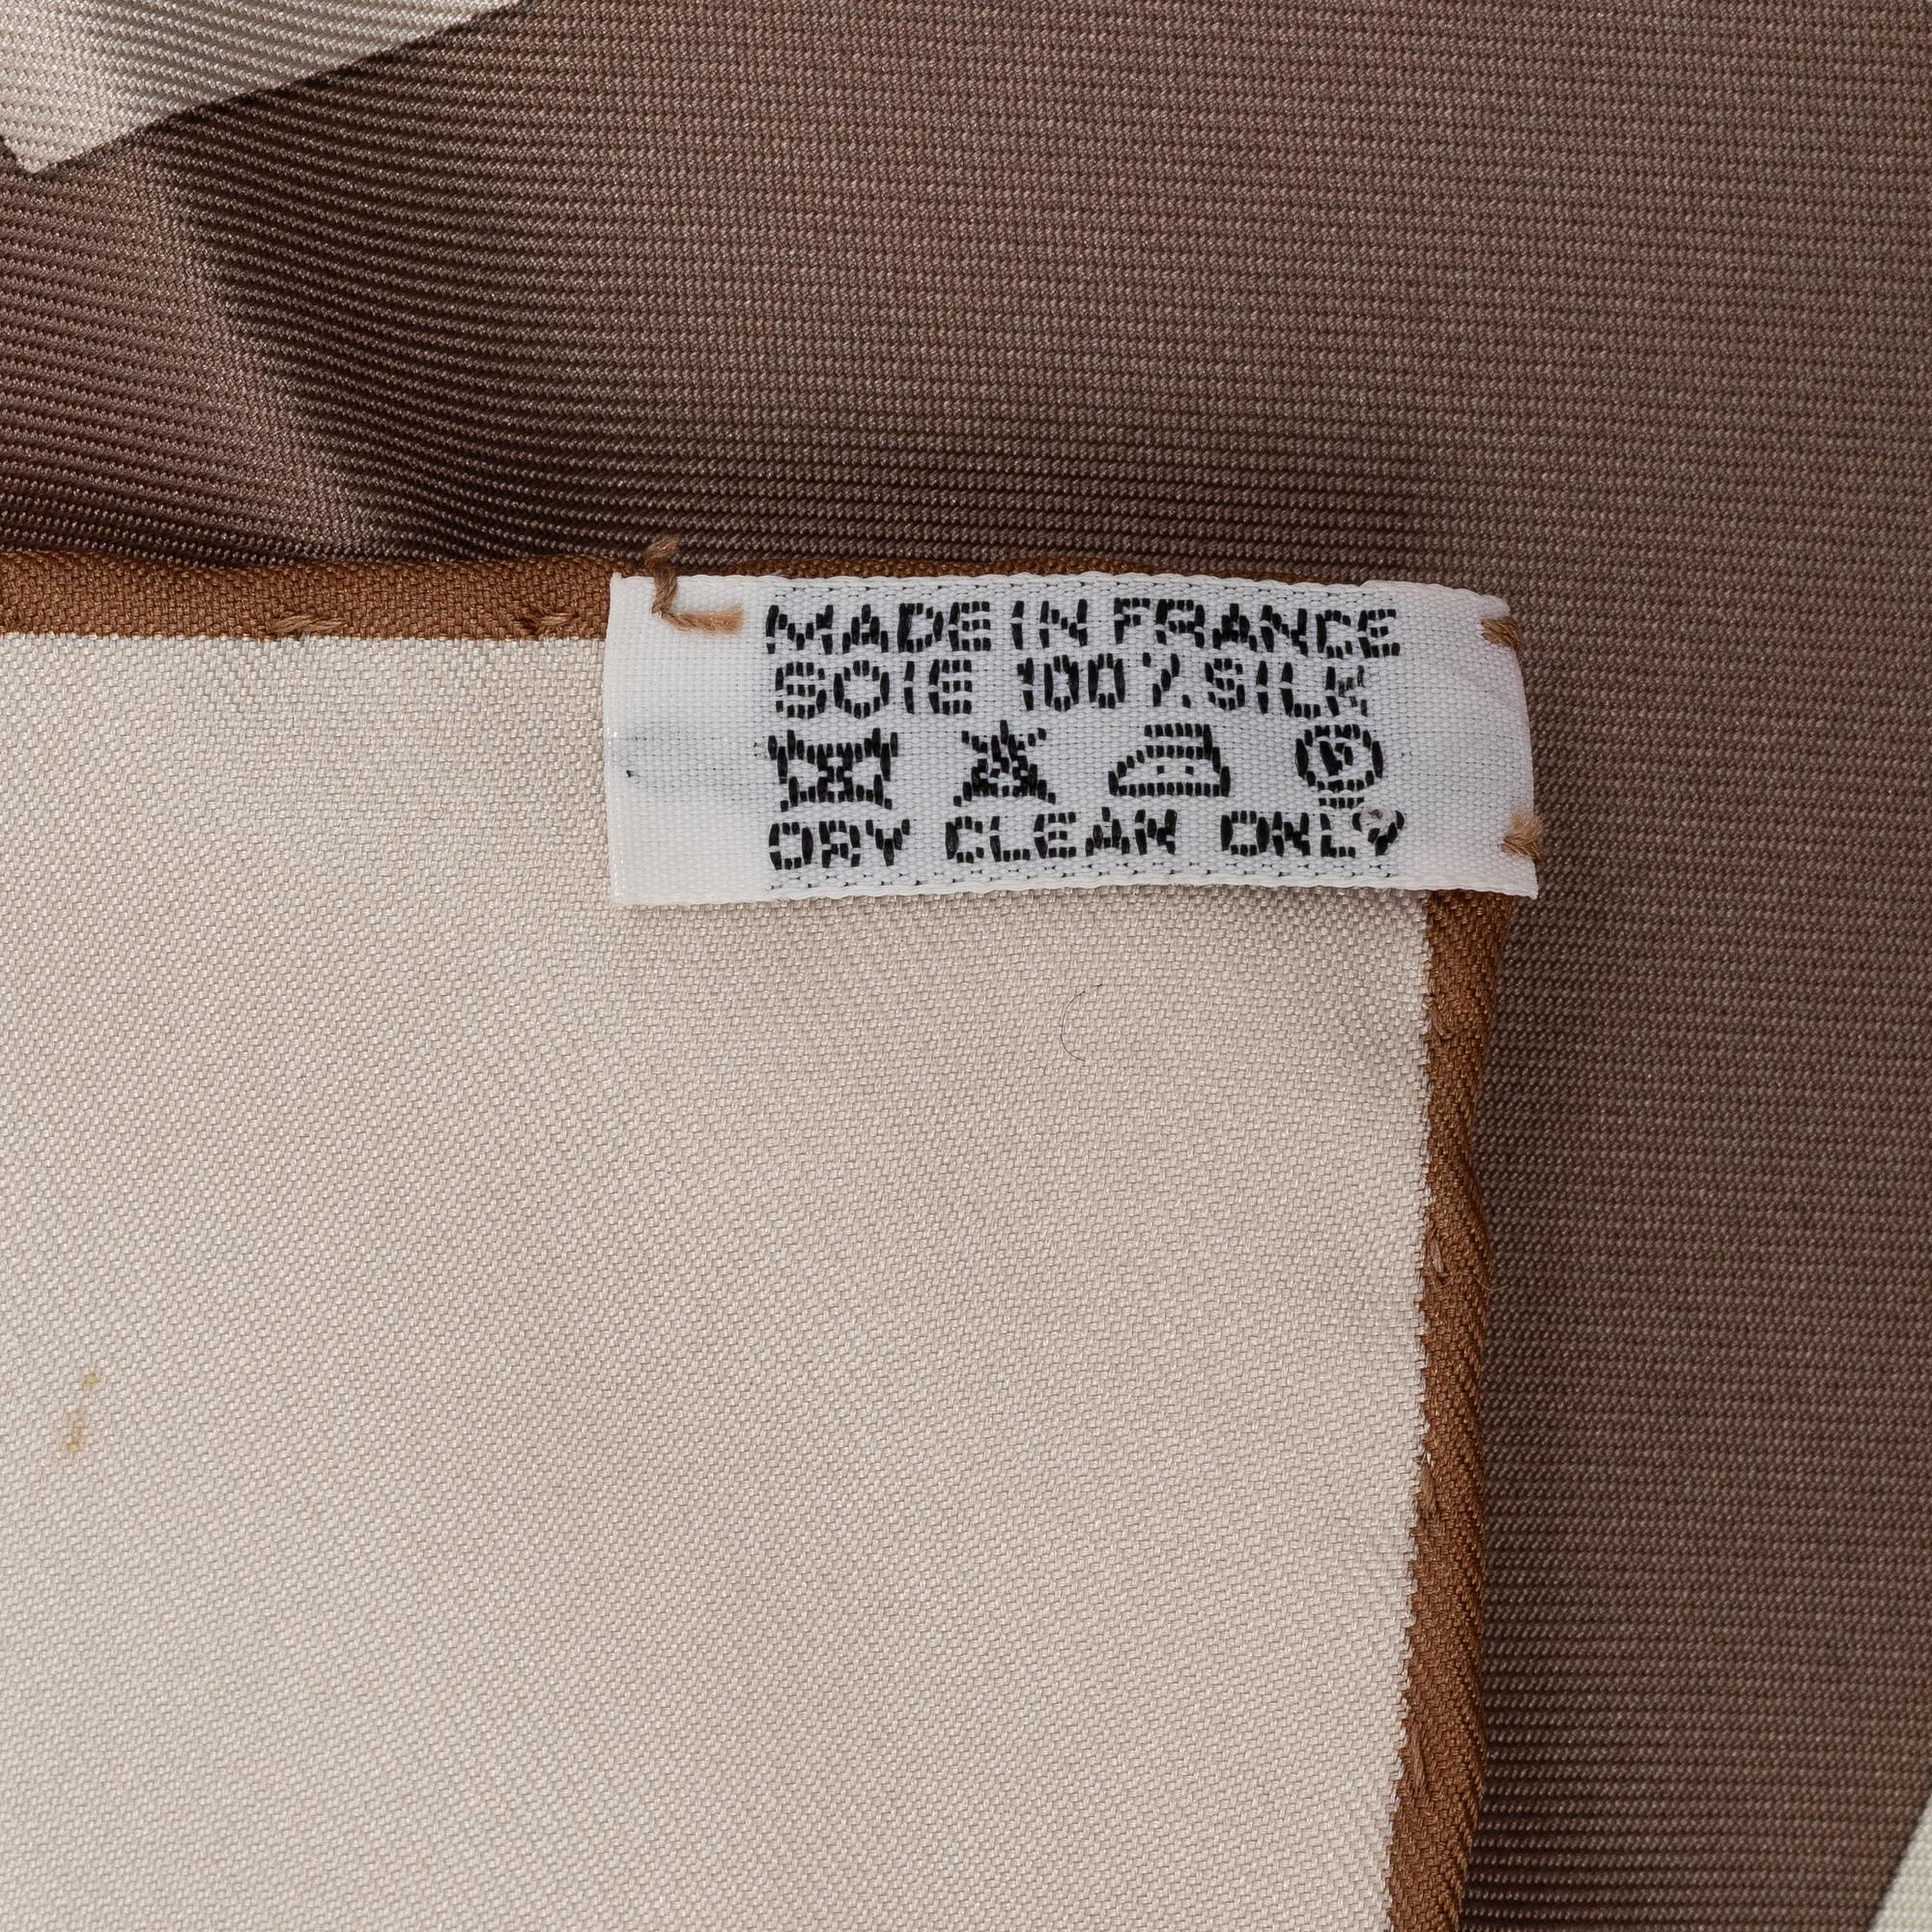 MADE IN FRANCE
SOIE 100% SILK
P
DRY CLEAN ONLY